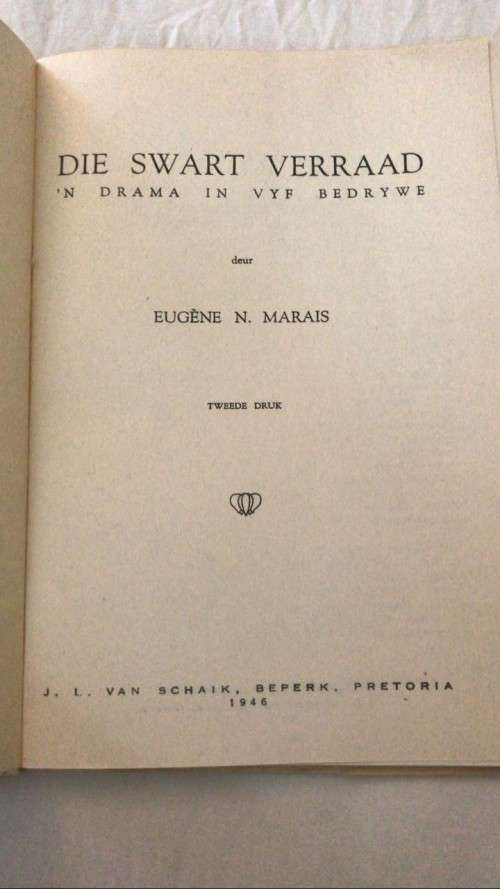 DIE SWART VERRAAD
'N DRAMA IN VYF BEDRYWE
deur
EUGÈNE N. MARAIS
TWEEDE DRUK
J. L. VAN SCHAIK, BEPERK. PRETORIA
1946